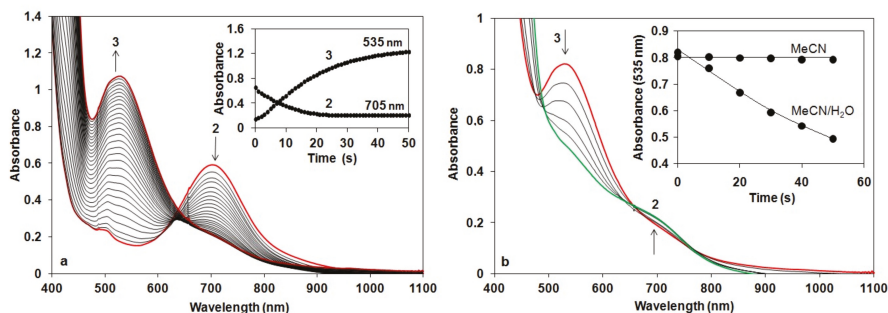 1.4
1.2
1
0.8
0.6
0.4
0.2
0
Absorbance
400 500 600 700 800 900 1000 1100
Wavelength (nm)
a
3
2
2.0
1.6
1.2
0.8
0.4
0
Absorbance
3 535 nm
2 705 nm
0 10 20 30 40 50
Time (s)
1
0.8
0.6
0.4
0.2
0
Absorbance
400 500 600 700 800 900 1000 1100
Wavelength (nm)
b
3
2
0.9
0.8
0.7
0.6
0.5
0.4
Absorbance (535 nm)
MeCN
MeCN/H₂O
0 20 40 60
Time (s)